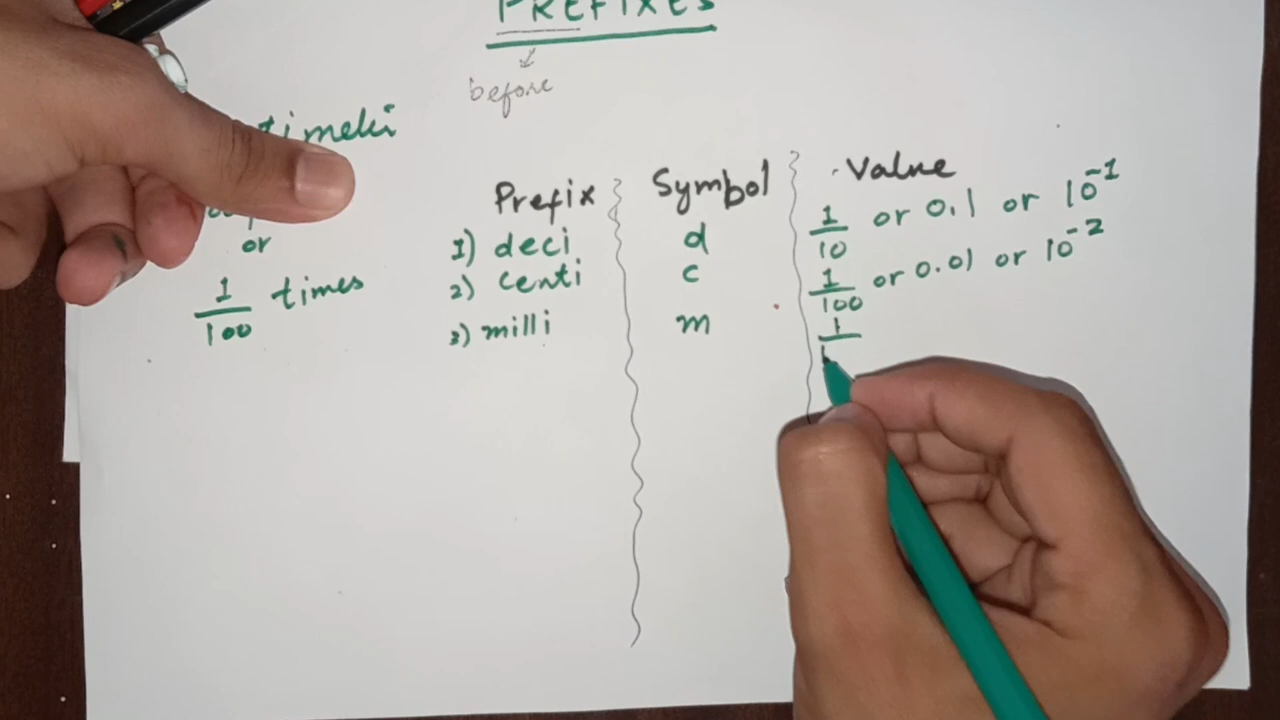 PREFIXES
before
Prefix Symbol Value
or
1/100 times
1) deci d 1/10 or 0.1 or 10⁻¹
2) centi c 1/100 or 0.01 or 10⁻²
3) milli m 1